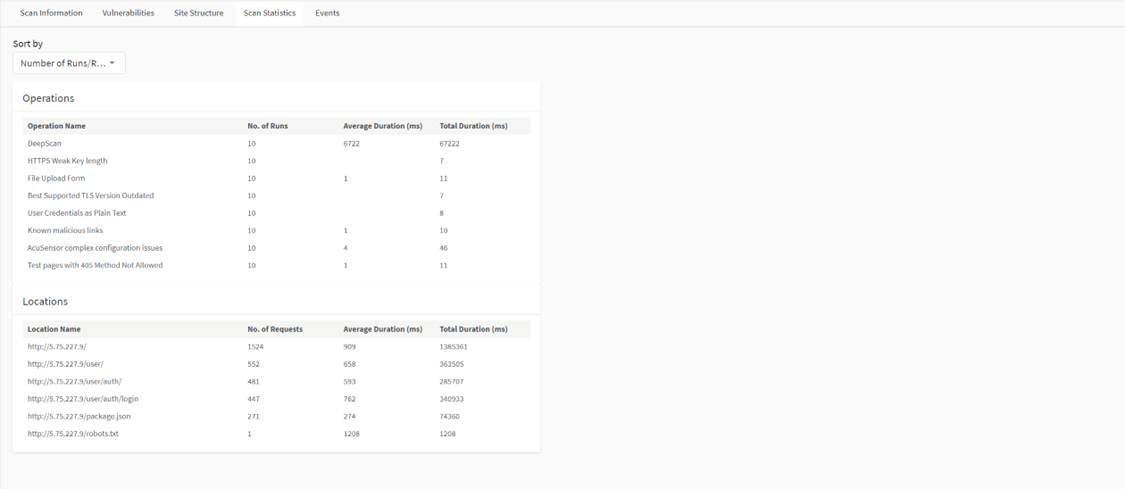 Scan Information Vulnerabilities Site Structure Scan Statistics Events
Sort by
Number of Runs/R...
Operations
Operation Name No. of Runs Average Duration (ms) Total Duration (ms)
DeepScan 10 6722 67222
HTTPS Weak Key length 10 7
File Upload Form 10 1 11
Best Supported TLS Version Outdated 10 7
User Credentials as Plain Text 10 8
Known malicious links 10 1 10
AcuSensor complex configuration issues 10 4 46
Test pages with 405 Method Not Allowed 10 1 11
Locations
Location Name No. of Requests Average Duration (ms) Total Duration (ms)
http://5.75.227.9/ 1524 909 1385361
http://5.75.227.9/user/ 552 658 363505
http://5.75.227.9/user/auth/ 481 593 285707
http://5.75.227.9/user/auth/login 447 762 340933
http://5.75.227.9/package.json 271 274 74360
http://5.75.227.9/robots.txt 1 1208 1208